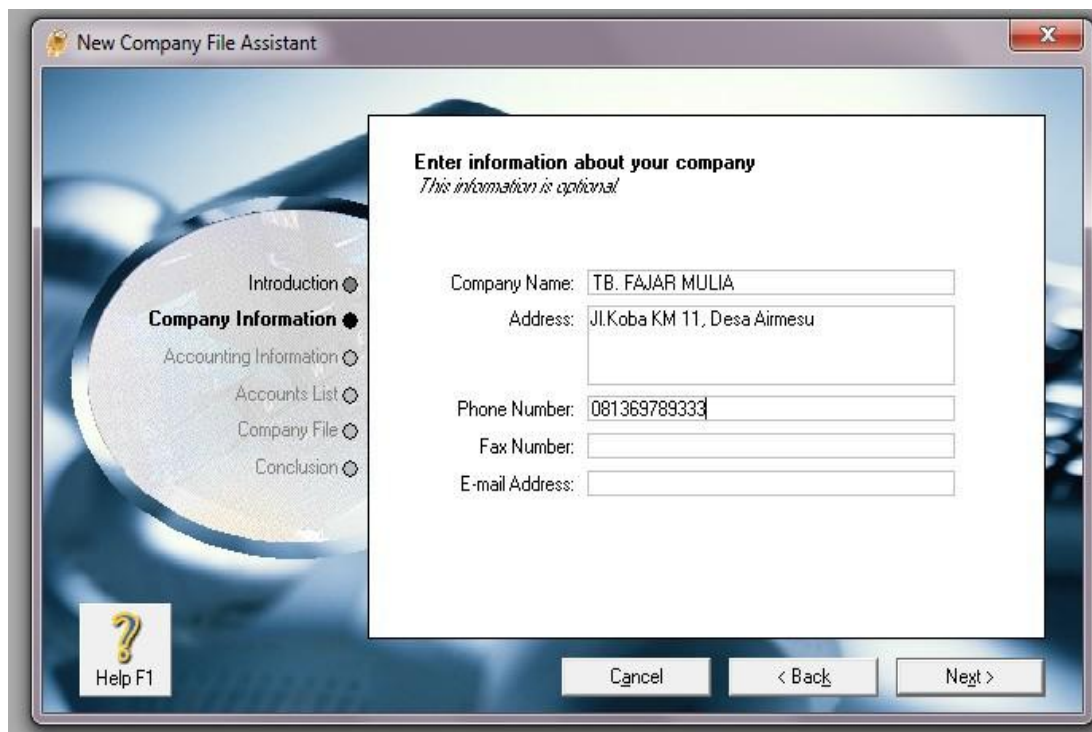 New Company File Assistant
X
Enter information about your company
This information is optional.
Introduction
Company Information
Accounting Information
Accounts List
Company File
Conclusion
Company Name: TB. FAJAR MULIA
Address: Jl.Koba KM 11, Desa Airmesu
Phone Number: 081369789333
Fax Number:
E-mail Address:
Help F1
Cancel
< Back
Next >